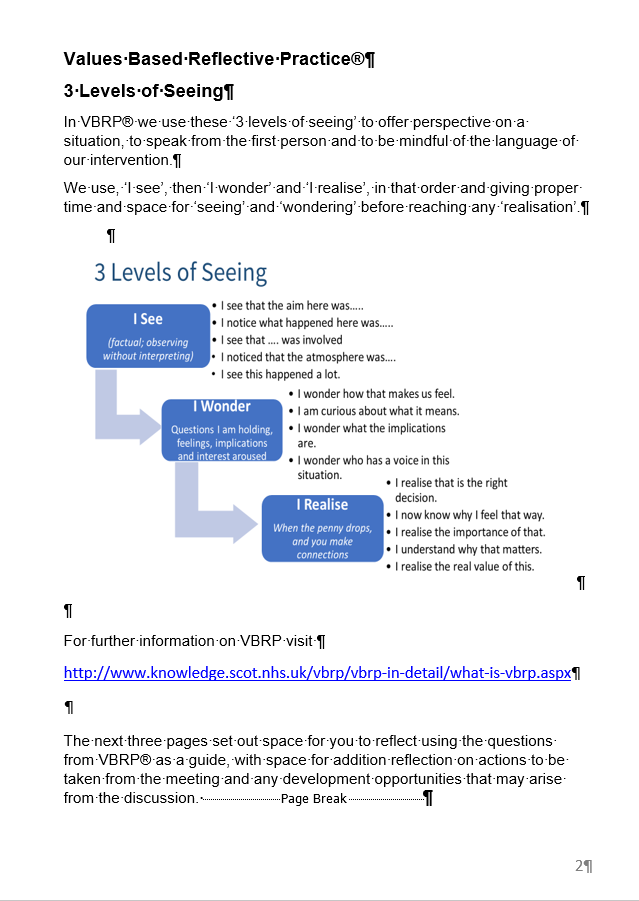 Values Based Reflective Practice®¶
3 Levels of Seeing¶
In VBRP® we use these ‘3 levels of seeing’ to offer perspective on a
situation, to speak from the first person and to be mindful of the language of
our intervention.¶
We use, ‘I see’, then ‘I wonder’ and ‘I realise’, in that order and giving proper
time and space for ‘seeing’ and ‘wondering’ before reaching any ‘realisation’.¶
¶
3 Levels of Seeing
I See
(factual; observing
without interpreting)
• I see that the aim here was.....
• I notice what happened here was.....
• I see that .... was involved
• I noticed that the atmosphere was....
• I see this happened a lot.
I Wonder
Questions I am holding,
feelings, implications
and interest aroused
• I wonder how that makes us feel.
• I am curious about what it means.
• I wonder what the implications
are.
• I wonder who has a voice in this
situation.
I Realise
When the penny drops,
and you make
connections
• I realise that is the right
decision.
• I now know why I feel that way.
• I realise the importance of that.
• I understand why that matters.
• I realise the real value of this.
¶
¶
For further information on VBRP visit ¶
http://www.knowledge.scot.nhs.uk/vbrp/vbrp-in-detail/what-is-vbrp.aspx¶
¶
The next three pages set out space for you to reflect using the questions
from VBRP® as a guide, with space for addition reflection on actions to be
taken from the meeting and any development opportunities that may arise
from the discussion. Page Break ¶
2¶